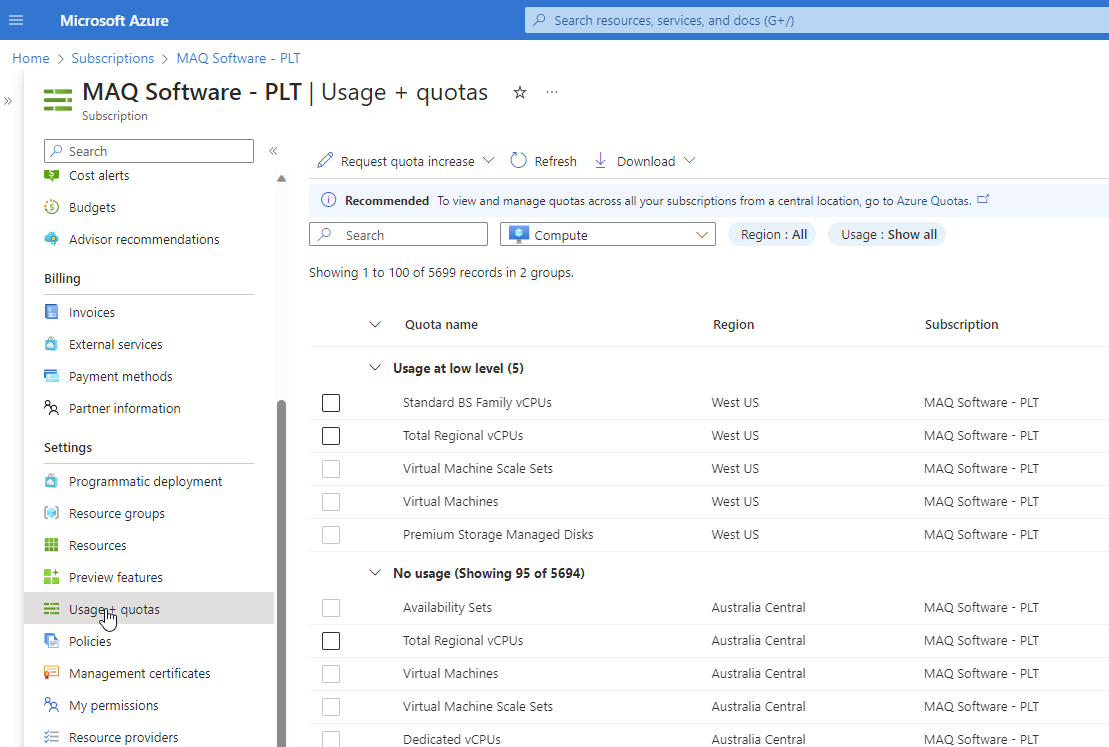 Microsoft Azure
Search resources, services, and docs (G+/)
Home > Subscriptions > MAQ Software - PLT
MAQ Software - PLT | Usage + quotas
Subscription
Search
Cost alerts
Budgets
Advisor recommendations
Billing
Invoices
External services
Payment methods
Partner information
Settings
Programmatic deployment
Resource groups
Resources
Preview features
Usage + quotas
Policies
Management certificates
My permissions
Resource providers
Request quota increase Refresh Download
Recommended To view and manage quotas across all your subscriptions from a central location, go to Azure Quotas.
Search Compute Region : All Usage : Show all
Showing 1 to 100 of 5699 records in 2 groups.
Quota name Region Subscription
Usage at low level (5)
Standard BS Family vCPUs West US MAQ Software - PLT
Total Regional vCPUs West US MAQ Software - PLT
Virtual Machine Scale Sets West US MAQ Software - PLT
Virtual Machines West US MAQ Software - PLT
Premium Storage Managed Disks West US MAQ Software - PLT
No usage (Showing 95 of 5694)
Availability Sets Australia Central MAQ Software - PLT
Total Regional vCPUs Australia Central MAQ Software - PLT
Virtual Machines Australia Central MAQ Software - PLT
Virtual Machine Scale Sets Australia Central MAQ Software - PLT
Dedicated vCPUs Australia Central MAQ Software - PLT